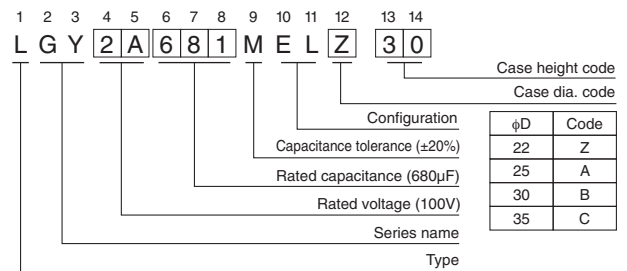 1 2 3 4 5 6 7 8 9 10 11 12 13 14
L G Y 2 A 6 8 1 M E L Z 3 0
Case height code
Case dia. code
Configuration
Capacitance tolerance (±20%)
Rated capacitance (680µF)
Rated voltage (100V)
Series name
Type
ϕD Code
22 Z
25 A
30 B
35 C